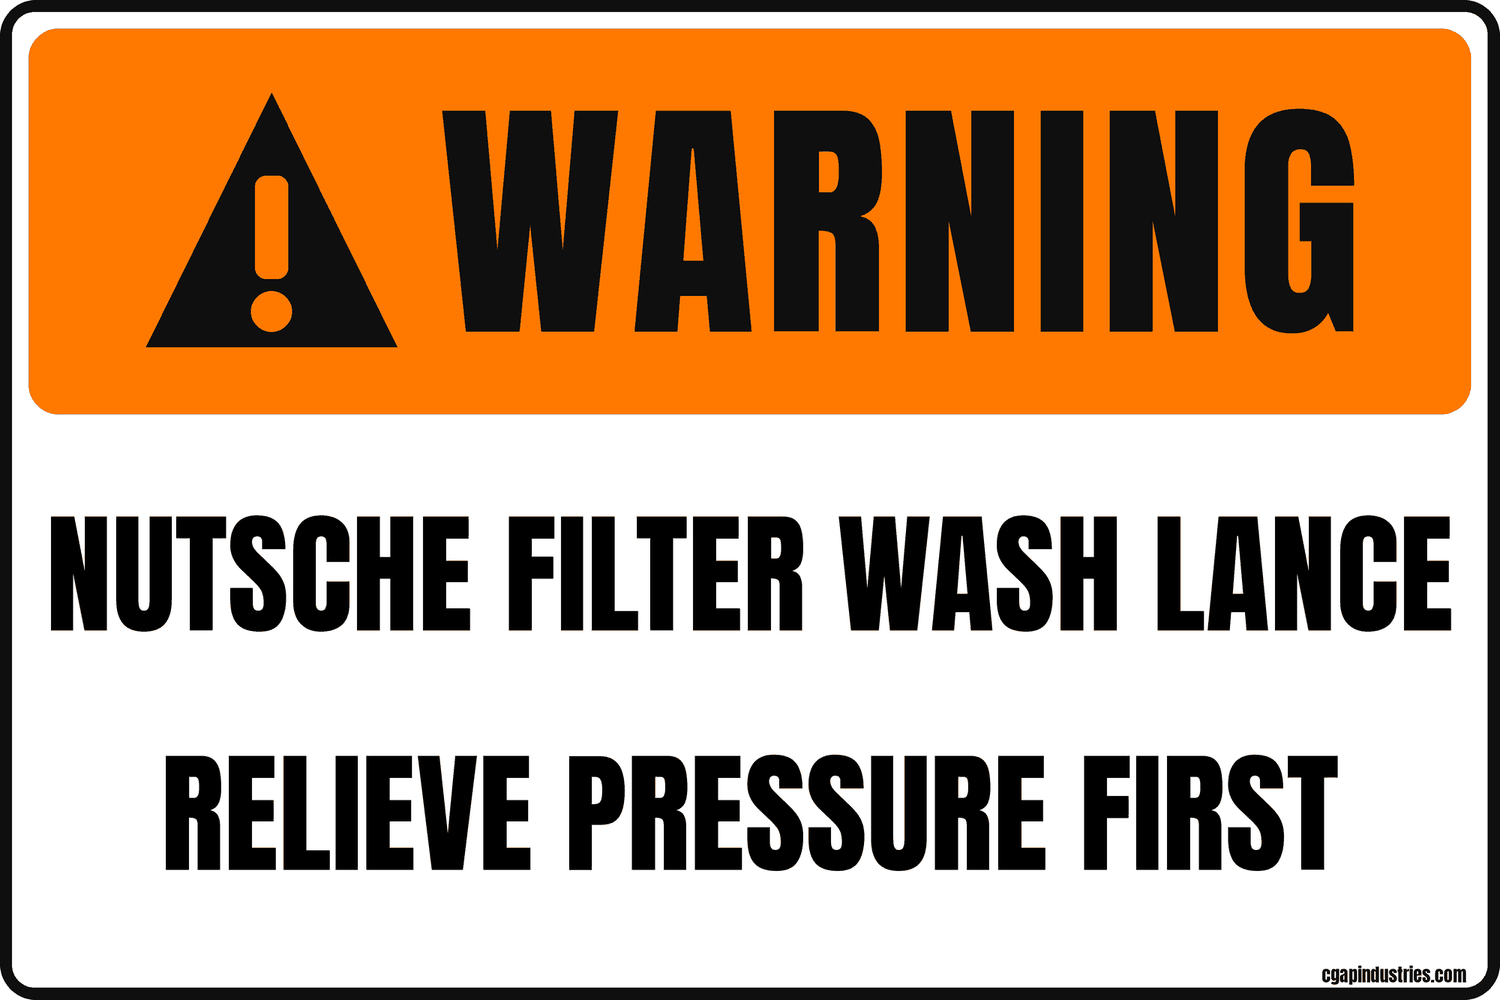 WARNING
NUTSCHE FILTER WASH LANCE
RELIEVE PRESSURE FIRST
cgapindustries.com